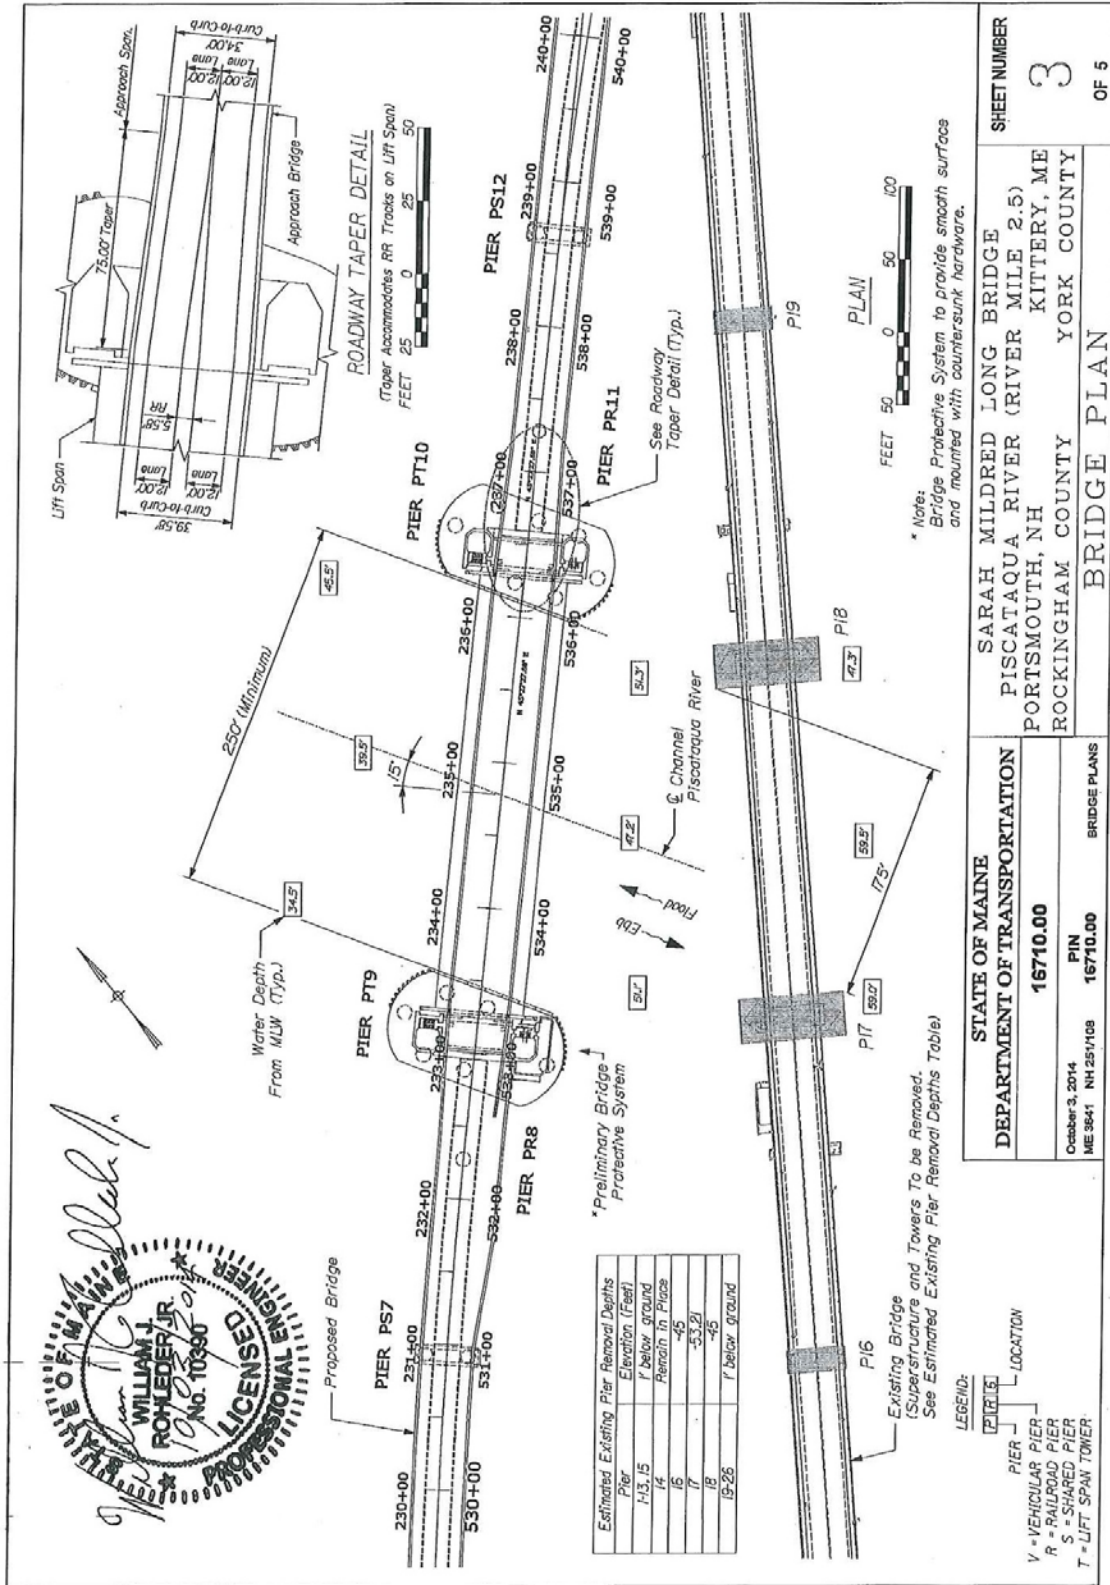 STATE OF MAINE
WILLIAM J.
ROHLEDER JR.
No. 10390
LICENSED
PROFESSIONAL ENGINEER
Lift Span
39.58'
Curb-to-Curb
12.00'
Lane
12.00'
Lane
5.58'
RR
75.00' Taper
Approach Span
12.00'
Lane
12.00'
Lane
34.00'
Curb-to-Curb
Approach Bridge
ROADWAY TAPER DETAIL
(Taper Accommodates RR Tracks on Lift Span)
FEET 25 0 25 50
250' (Minimum)
45.5'
39.5'
34.5'
Water Depth
From MLW (Typ.)
15°
Proposed Bridge
PIER PS7
PIER PT9
PIER PT10
PIER PS12
230+00
231+00
232+00
233+00
234+00
235+00
236+00
237+00
238+00
239+00
240+00
530+00
531+00
532+00
533+00
534+00
535+00
536+00
537+00
538+00
539+00
540+00
PIER PR8
PIER PR11
See Roadway
Taper Detail (Typ.)
*Preliminary Bridge
Protective System
51.1'
47.2'
51.3'
Ebb
Flood
℄ Channel
Piscataqua River
Estimated Existing Pier Removal Depths
Pier Elevation (Feet)
1-13, 15 1' below ground
14 Remain in Place
16 -45
17 -53.21
18 -45
19-26 1' below ground
P16
P17
59.0'
59.5'
175'
P18
47.3'
P19
Existing Bridge
(Superstructure and Towers To be Removed.
See Estimated Existing Pier Removal Depths Table)
PLAN
FEET 50 0 50 100
* Note:
Bridge Protective System to provide smooth surface
and mounted with countersunk hardware.
LEGEND:
P R 6
PIER
LOCATION
V = VEHICULAR PIER
R = RAILROAD PIER
S = SHARED PIER
T = LIFT SPAN TOWER
STATE OF MAINE
DEPARTMENT OF TRANSPORTATION
16710.00
October 3, 2014
PIN
ME 3641 NH 251/108 16710.00 BRIDGE PLANS
SARAH MILDRED LONG BRIDGE
PISCATAQUA RIVER (RIVER MILE 2.5)
PORTSMOUTH, NH KITTERY, ME
ROCKINGHAM COUNTY YORK COUNTY
BRIDGE PLAN
SHEET NUMBER
3
OF 5